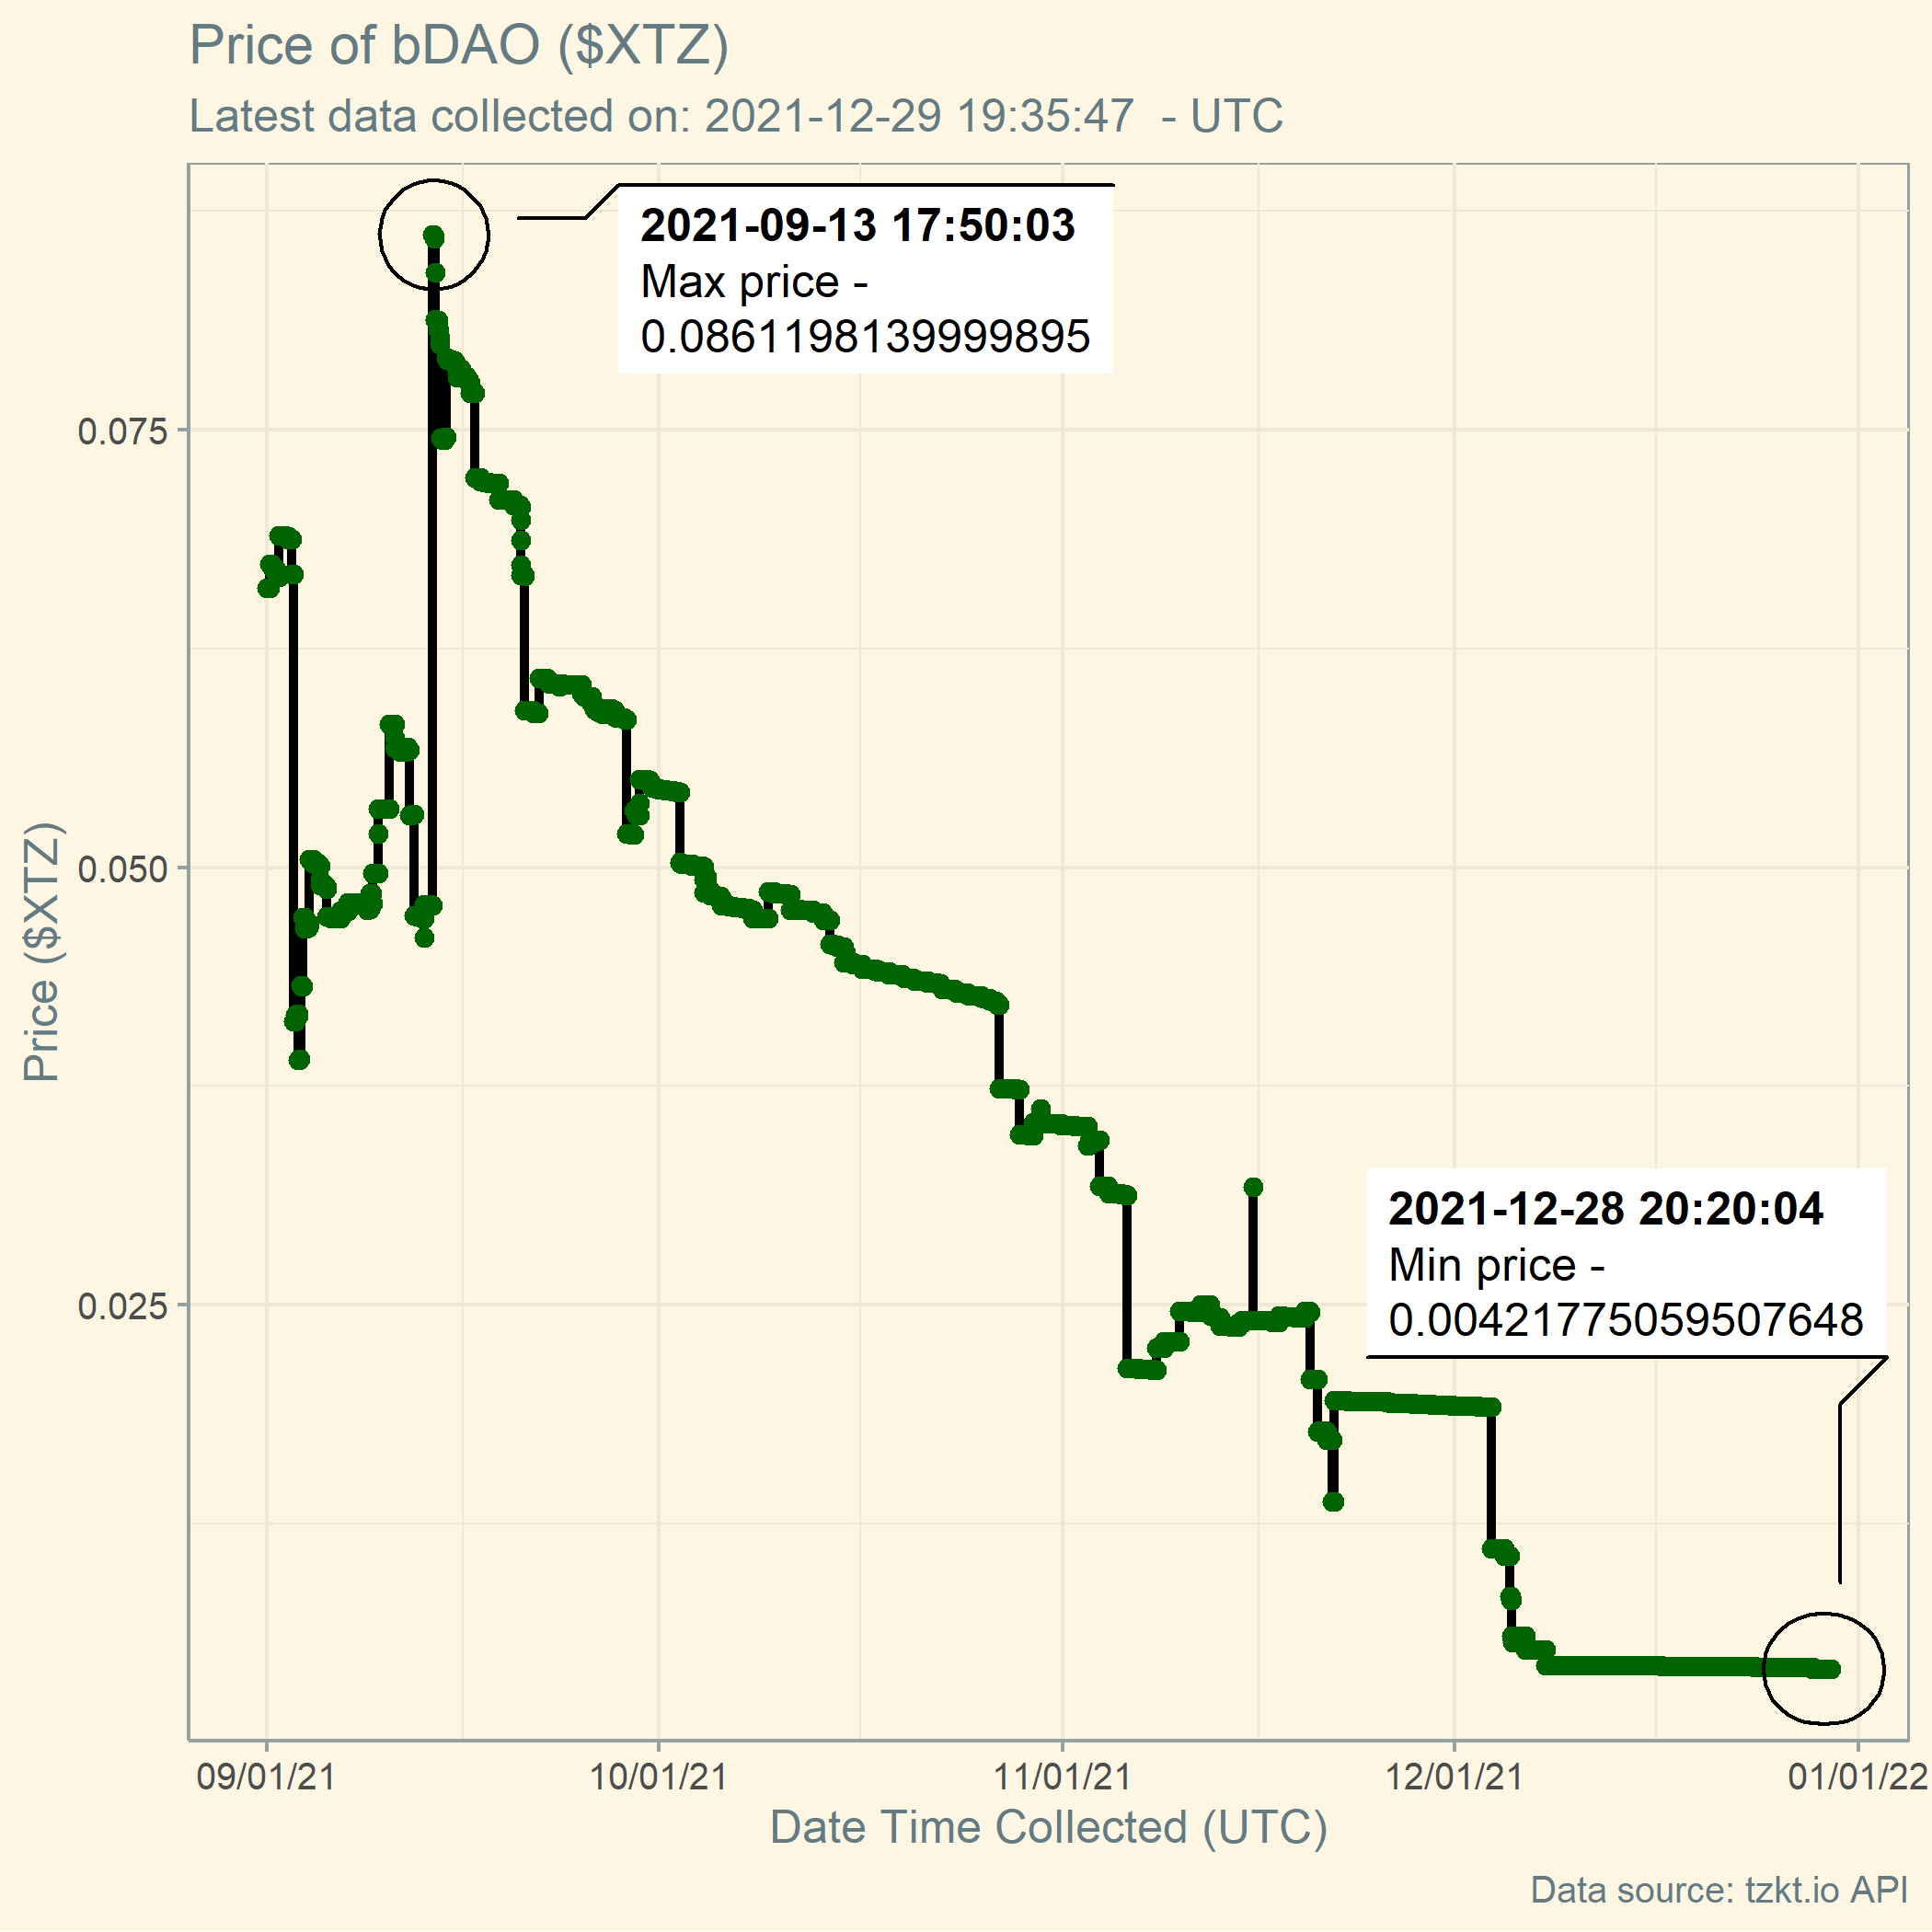 Price of bDAO ($XTZ)
Latest data collected on: 2021-12-29 19:35:47  - UTC
2021-09-13 17:50:03
Max price -
0.0861198139999895
0.075
0.050
0.025
Price ($XTZ)
2021-12-28 20:20:04
Min price -
0.00421775059507648
09/01/21
10/01/21
11/01/21
12/01/21
01/01/22
Date Time Collected (UTC)
Data source: tzkt.io API